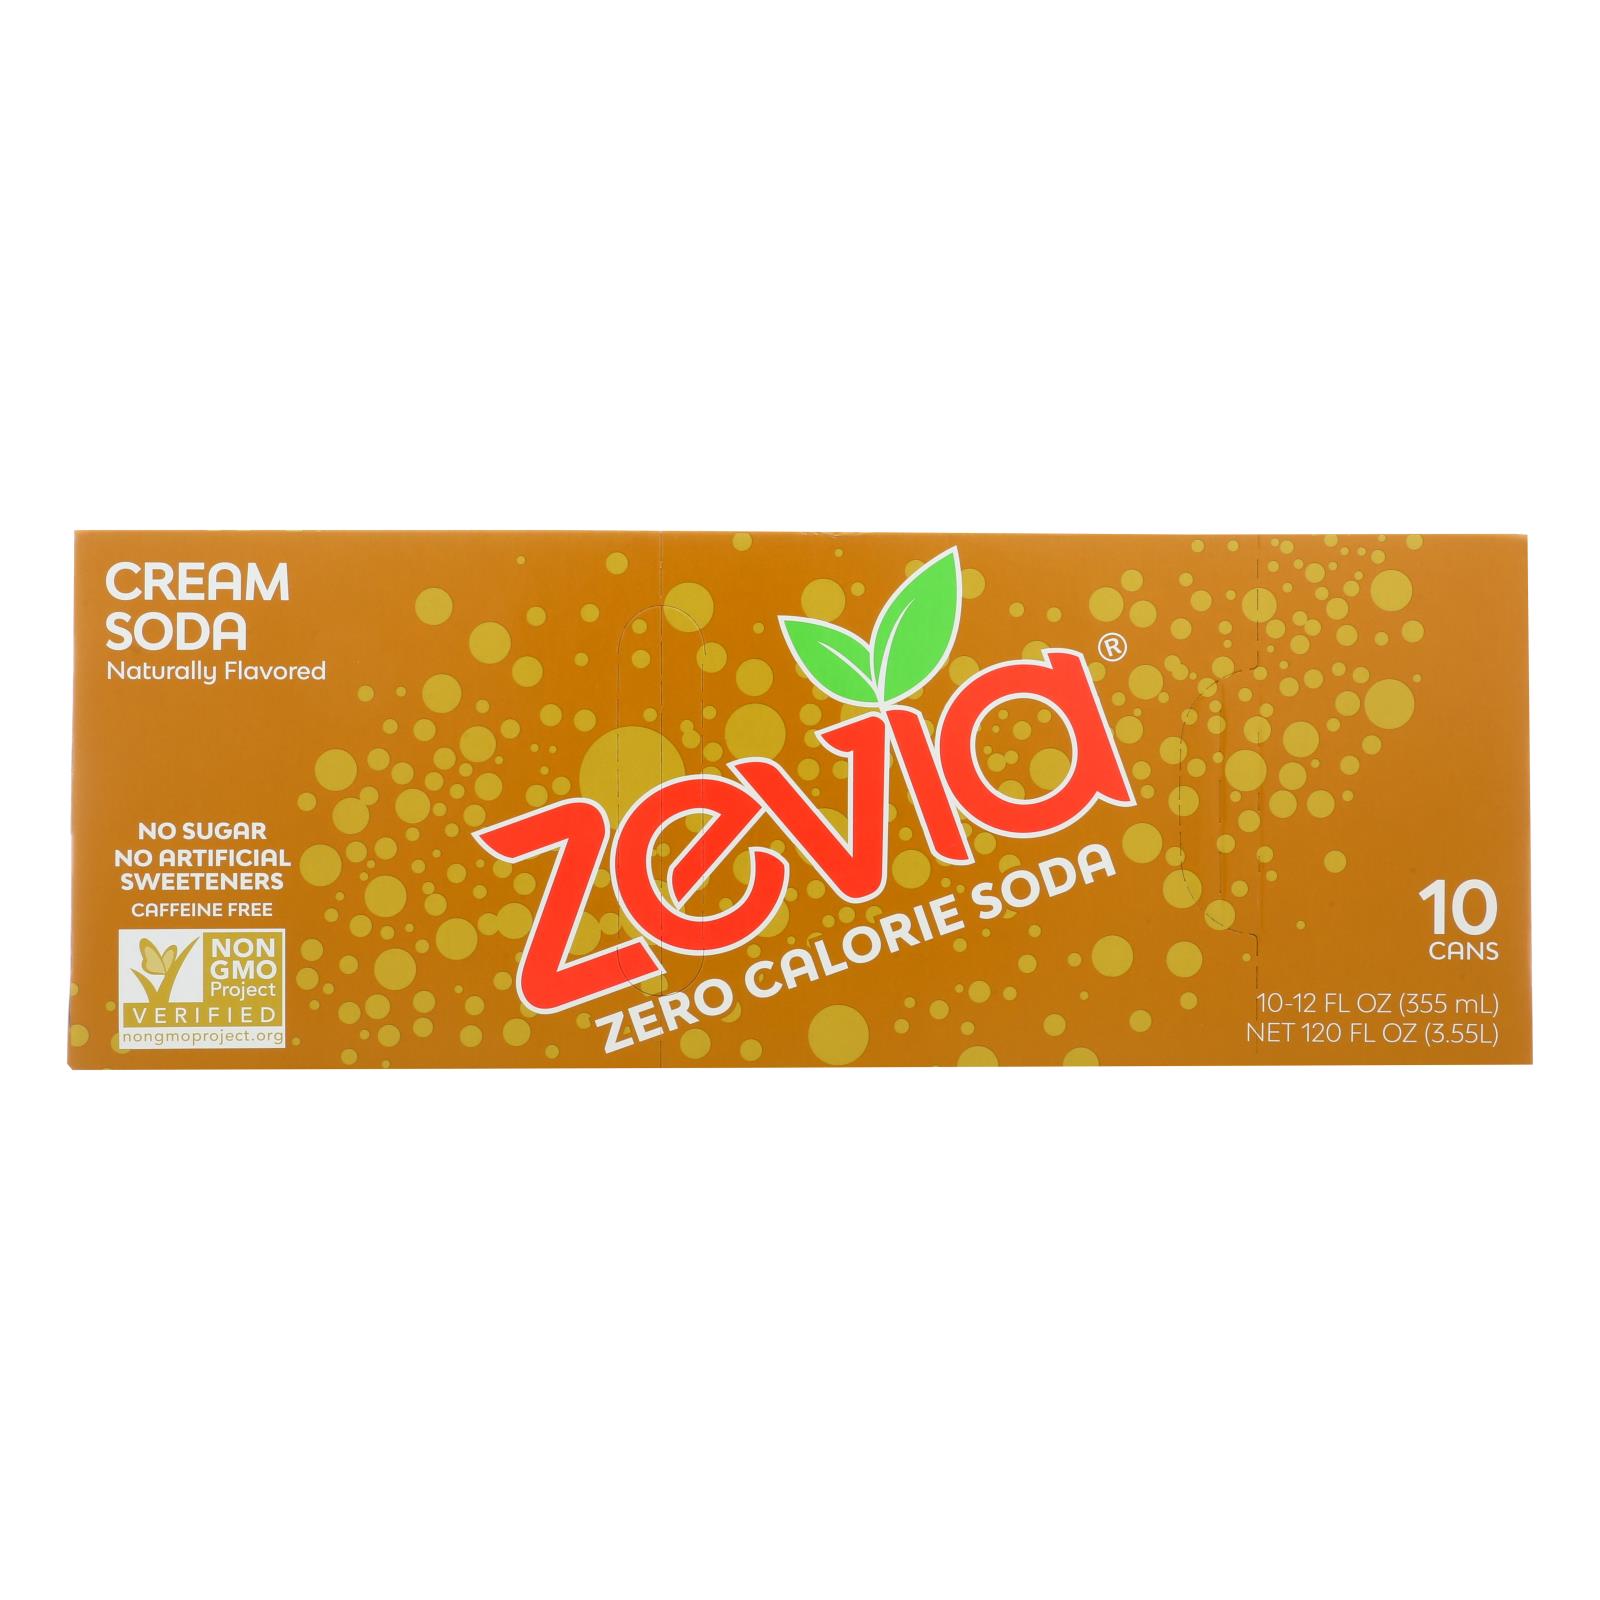 CREAM
SODA
Naturally Flavored
NO SUGAR
NO ARTIFICIAL
SWEETENERS
CAFFEINE FREE
NON
GMO
Project
VERIFIED
nongmoproject.org
zevia®
ZERO CALORIE SODA
10
CANS
10-12 FL OZ (355 mL)
NET 120 FL OZ (3.55L)